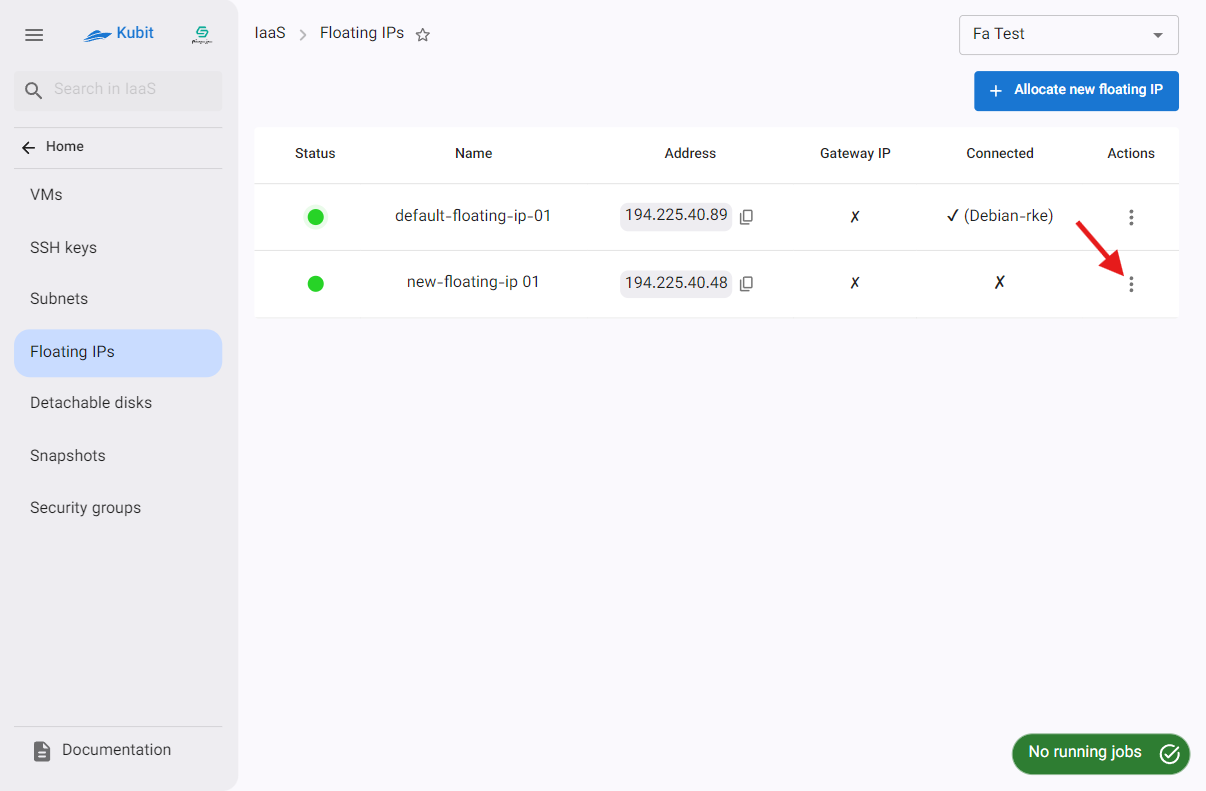 Kubit
IaaS > Floating IPs
Fa Test
Search in IaaS
Allocate new floating IP
Home
VMs
SSH keys
Subnets
Floating IPs
Detachable disks
Snapshots
Security groups
Documentation
Status Name Address Gateway IP Connected Actions
default-floating-ip-01 194.225.40.89 ✗ ✓ (Debian-rke)
new-floating-ip 01 194.225.40.48 ✗ ✗
No running jobs